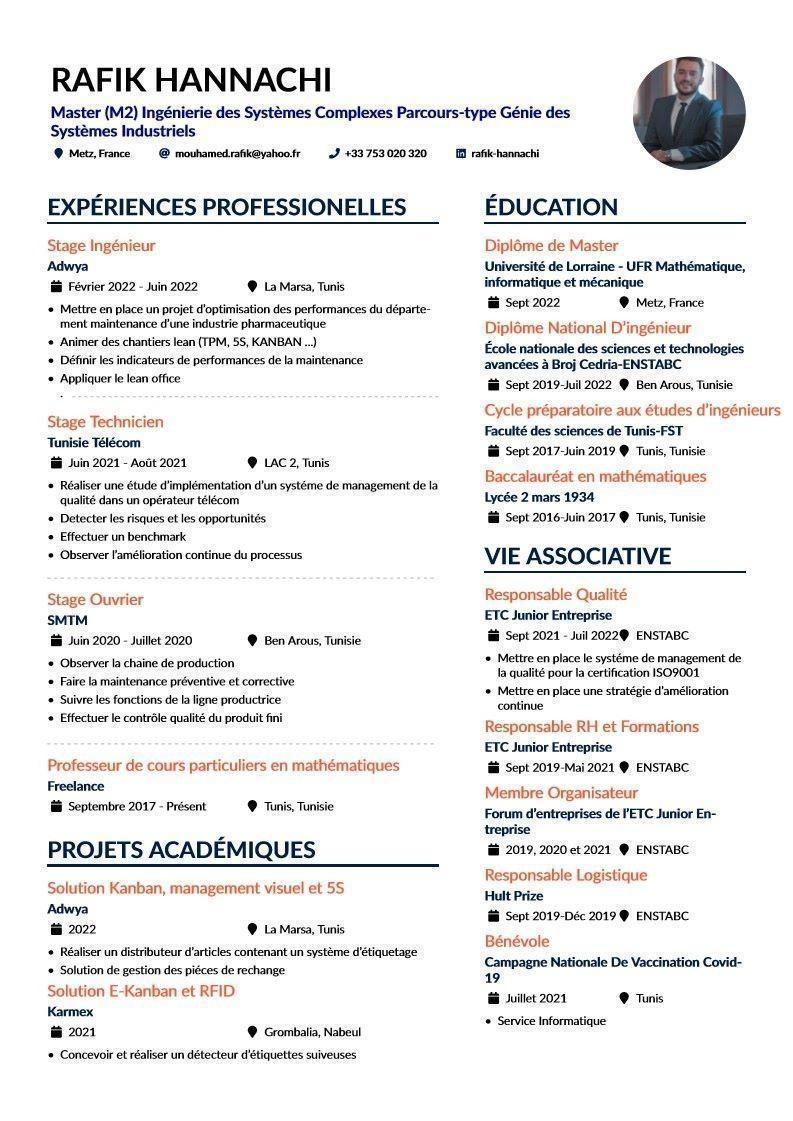 RAFIK HANNACHI
Master (M2) Ingénierie des Systèmes Complexes Parcours-type Génie des
Systèmes Industriels
Metz, France @ mouhamed.rafik@yahoo.fr +33 753 020 320 rafik-hannachi
EXPÉRIENCES PROFESSIONELLES
Stage Ingénieur
Adwya
Février 2022 - Juin 2022 La Marsa, Tunis
• Mettre en place un projet d'optimisation des performances du départe-
ment maintenance d'une industrie pharmaceutique
• Animer des chantiers lean (TPM, 5S, KANBAN ...)
• Définir les indicateurs de performances de la maintenance
• Appliquer le lean office
.
Stage Technicien
Tunisie Télécom
Juin 2021 - Août 2021 LAC 2, Tunis
• Réaliser une étude d'implémentation d'un systéme de management de la
qualité dans un opérateur télécom
• Detecter les risques et les opportunités
• Effectuer un benchmark
• Observer l'amélioration continue du processus
Stage Ouvrier
SMTM
Juin 2020 - Juillet 2020 Ben Arous, Tunisie
• Observer la chaine de production
• Faire la maintenance préventive et corrective
• Suivre les fonctions de la ligne productrice
• Effectuer le contrôle qualité du produit fini
Professeur de cours particuliers en mathématiques
Freelance
Septembre 2017 - Présent Tunis, Tunisie
PROJETS ACADÉMIQUES
Solution Kanban, management visuel et 5S
Adwya
2022 La Marsa, Tunis
• Réaliser un distributeur d'articles contenant un système d'étiquetage
• Solution de gestion des piéces de rechange
Solution E-Kanban et RFID
Karmex
2021 Grombalia, Nabeul
• Concevoir et réaliser un détecteur d'étiquettes suiveuses
ÉDUCATION
Diplôme de Master
Université de Lorraine - UFR Mathématique,
informatique et mécanique
Sept 2022 Metz, France
Diplôme National D'ingénieur
École nationale des sciences et technologies
avancées à Broj Cedria-ENSTABC
Sept 2019-Juil 2022 Ben Arous, Tunisie
Cycle préparatoire aux études d'ingénieurs
Faculté des sciences de Tunis-FST
Sept 2017-Juin 2019 Tunis, Tunisie
Baccalauréat en mathématiques
Lycée 2 mars 1934
Sept 2016-Juin 2017 Tunis, Tunisie
VIE ASSOCIATIVE
Responsable Qualité
ETC Junior Entreprise
Sept 2021 - Juil 2022 ENSTABC
• Mettre en place le systéme de management de
la qualité pour la certification ISO9001
• Mettre en place une stratégie d'amélioration
continue
Responsable RH et Formations
ETC Junior Entreprise
Sept 2019-Mai 2021 ENSTABC
Membre Organisateur
Forum d'entreprises de l'ETC Junior En-
treprise
2019, 2020 et 2021 ENSTABC
Responsable Logistique
Hult Prize
Sept 2019-Déc 2019 ENSTABC
Bénévole
Campagne Nationale De Vaccination Covid-
19
Juillet 2021 Tunis
• Service Informatique